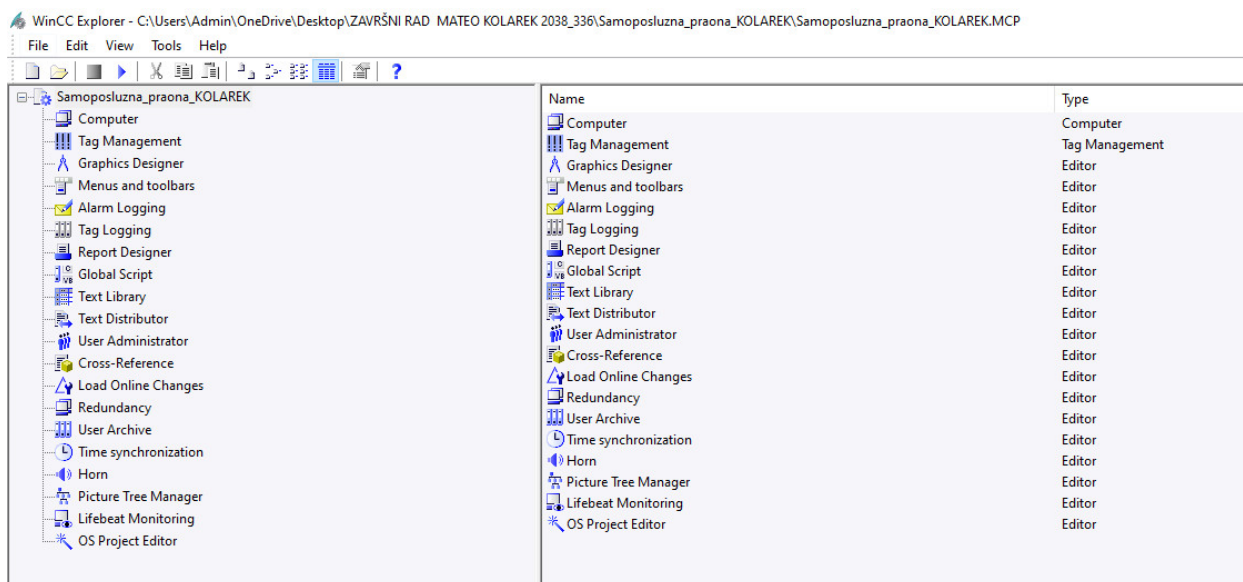 WinCC Explorer - C:\Users\Admin\OneDrive\Desktop\ZAVRŠNI RAD  MATEO KOLAREK 2038_336\Samoposluzna_praona_KOLAREK\Samoposluzna_praona_KOLAREK.MCP
File Edit View Tools Help
Samoposluzna_praona_KOLAREK
Computer
Tag Management
Graphics Designer
Menus and toolbars
Alarm Logging
Tag Logging
Report Designer
Global Script
Text Library
Text Distributor
User Administrator
Cross-Reference
Load Online Changes
Redundancy
User Archive
Time synchronization
Horn
Picture Tree Manager
Lifebeat Monitoring
OS Project Editor
Name Type
Computer Computer
Tag Management Tag Management
Graphics Designer Editor
Menus and toolbars Editor
Alarm Logging Editor
Tag Logging Editor
Report Designer Editor
Global Script Editor
Text Library Editor
Text Distributor Editor
User Administrator Editor
Cross-Reference Editor
Load Online Changes Editor
Redundancy Editor
User Archive Editor
Time synchronization Editor
Horn Editor
Picture Tree Manager Editor
Lifebeat Monitoring Editor
OS Project Editor Editor